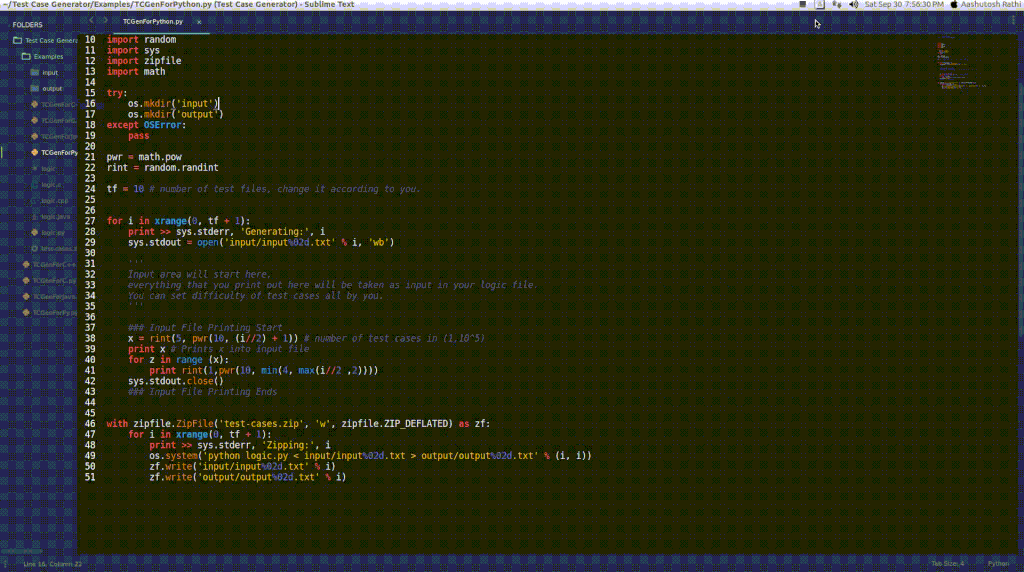 ~/Test Case Generator/Examples/TCGenForPython.py (Test Case Generator) - Sublime Text
Sat Sep 30 7:56:30 PM Aashutosh Rathi
FOLDERS
Test Case Genera
Examples
input
output
TCGenForPy
logic
logic.c
logic.cpp
logic.java
logic.py
TCGenForPython.py
10 import random
11 import sys
12 import zipfile
13 import math
14
15 try:
16 os.mkdir('input')
17 os.mkdir('output')
18 except OSError:
19 pass
20
21 pwr = math.pow
22 rint = random.randint
23
24 tf = 10 # number of test files, change it according to you.
25
26
27 for i in xrange(0, tf + 1):
28 print >> sys.stderr, 'Generating:', i
29 sys.stdout = open('input/input%02d.txt' % i, 'wb')
30
31 '''
32 Input area will start here,
33 everything that you print out here will be taken as input in your logic file.
34 You can set difficulty of test cases all by you.
35 '''
36
37 ### Input File Printing Start
38 x = rint(5, pwr(10, (i//2) + 1)) # number of test cases in (1,10^5)
39 print x # Prints x into input file
40 for z in range (x):
41 print rint(1,pwr(10, min(4, max(i//2 ,2))))
42 sys.stdout.close()
43 ### Input File Printing Ends
44
45
46 with zipfile.ZipFile('test-cases.zip', 'w', zipfile.ZIP_DEFLATED) as zf:
47 for i in xrange(0, tf + 1):
48 print >> sys.stderr, 'Zipping:', i
49 os.system('python logic.py < input/input%02d.txt > output/output%02d.txt' % (i, i))
50 zf.write('input/input%02d.txt' % i)
51 zf.write('output/output%02d.txt' % i)
Line 16, Column 22
Tab Size: 4
Python